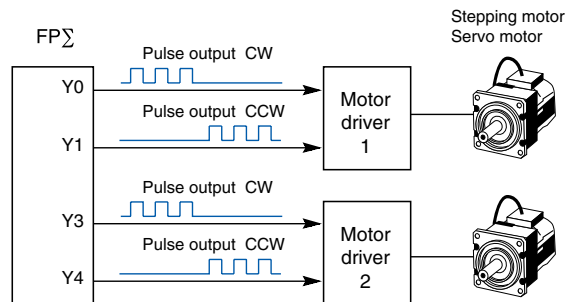 Stepping motor
Servo motor
FPΣ
Pulse output CW
Y0
Pulse output CCW
Y1
Motor
driver
1
Pulse output CW
Y3
Pulse output CCW
Y4
Motor
driver
2